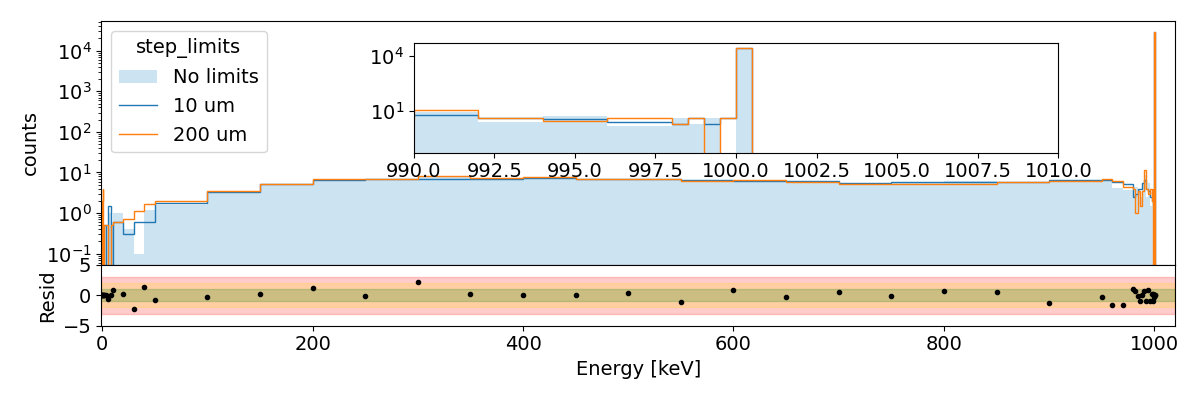 counts
10⁴
10³
10²
10¹
10⁰
10⁻¹
step_limits
No limits
10 um
200 um
10⁴
10¹
990.0 992.5 995.0 997.5 1000.0 1002.5 1005.0 1007.5 1010.0
Resid
5
0
−5
0 200 400 600 800 1000
Energy [keV]